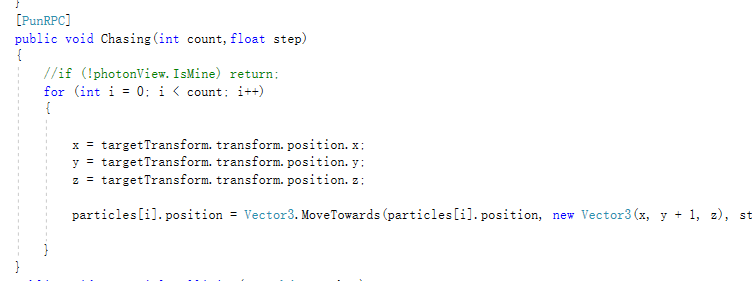 }
[PunRPC]
public void Chasing(int count,float step)
{
//if (!photonView.IsMine) return;
for (int i = 0; i < count; i++)
{
x = targetTransform.transform.position.x;
y = targetTransform.transform.position.y;
z = targetTransform.transform.position.z;
particles[i].position = Vector3.MoveTowards(particles[i].position, new Vector3(x, y + 1, z), st
}
}